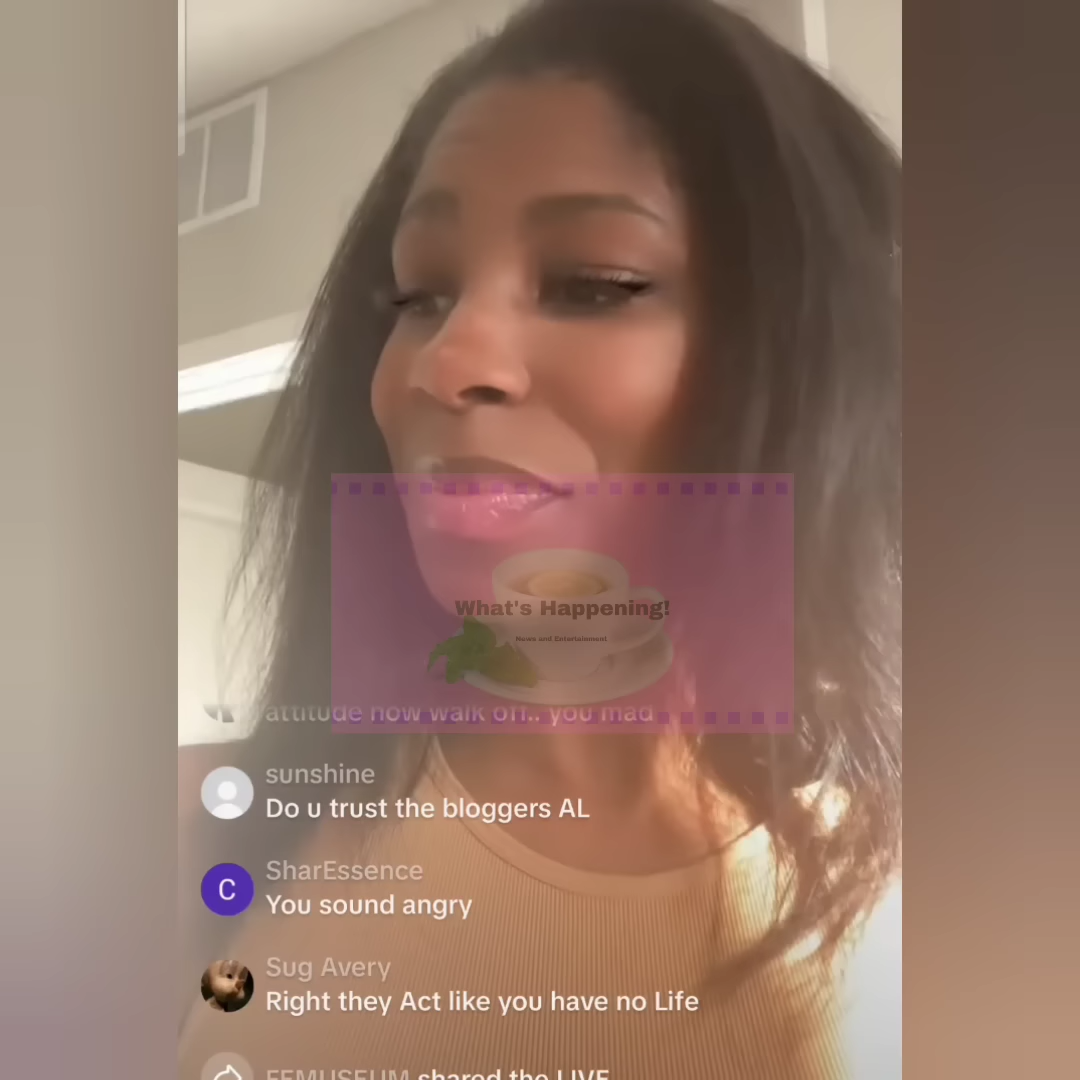 What's Happening!
News and Entertainment
attitude now walk off.. you mad
sunshine
Do u trust the bloggers AL
C
SharEssence
You sound angry
Sug Avery
Right they Act like you have no Life
FEMUSEUM shared the LIVE